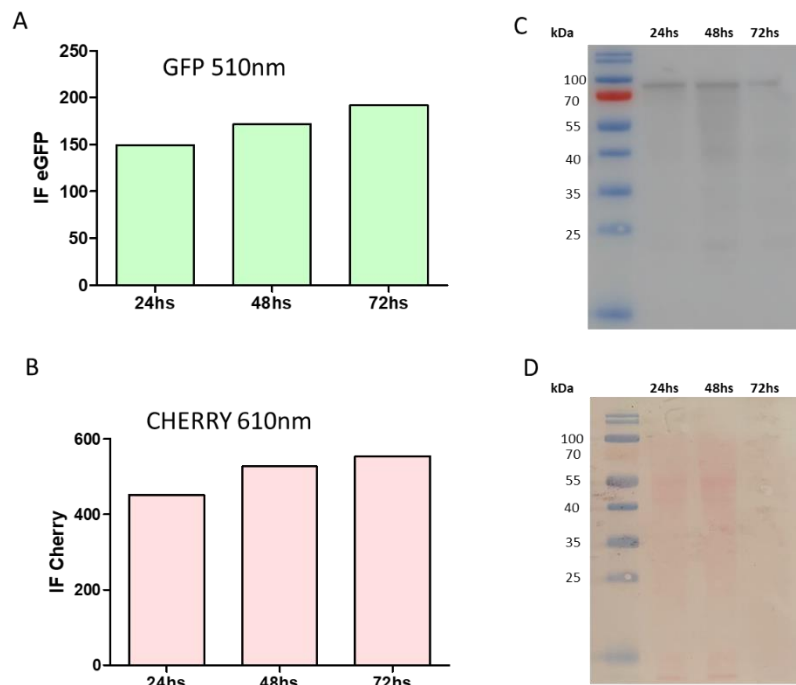 A
GFP 510nm
IF eGFP
250
200
150
100
50
0
24hs 48hs 72hs
B
CHERRY 610nm
IF Cherry
600
400
200
0
24hs 48hs 72hs
C
kDa 24hs 48hs 72hs
100
70
55
40
35
25
D
kDa 24hs 48hs 72hs
100
70
55
40
35
25